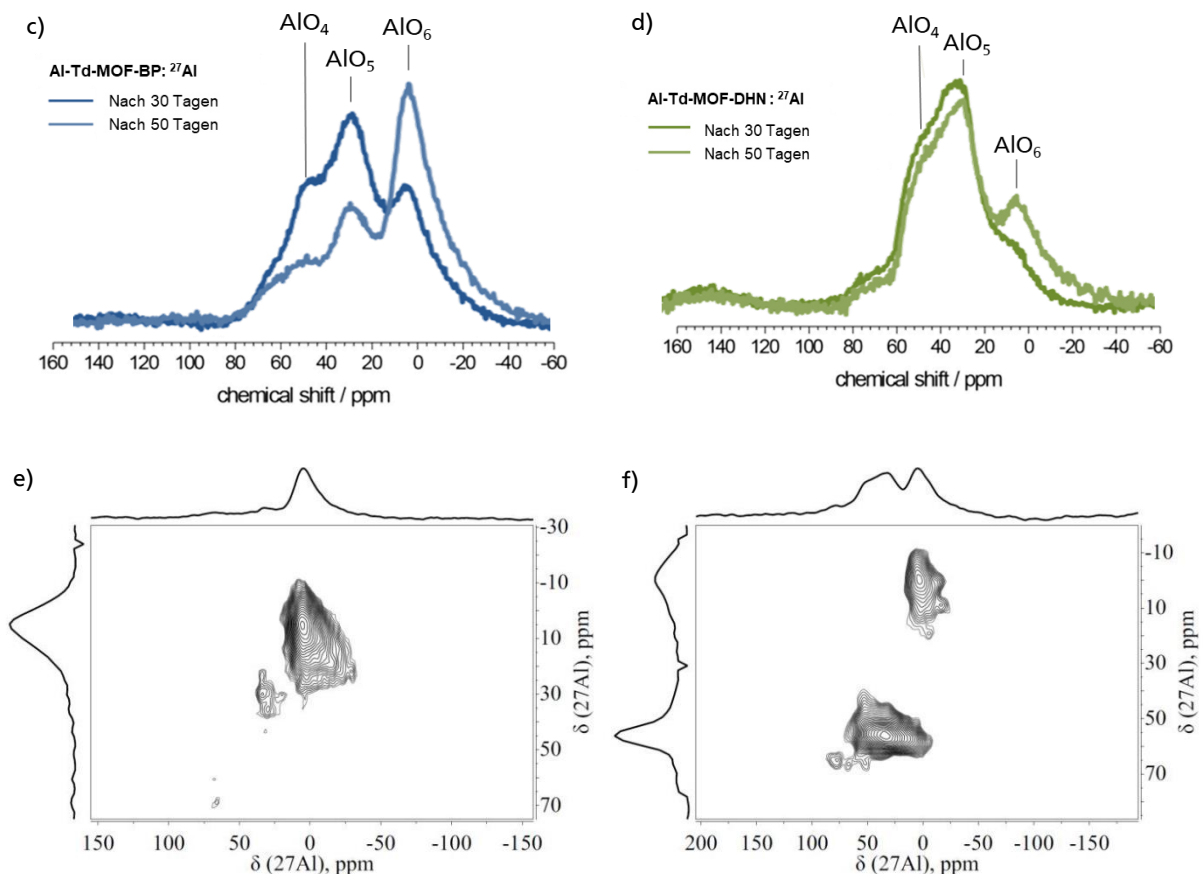 c)
AlO4
AlO5
AlO6
Al-Td-MOF-BP: 27Al
Nach 30 Tagen
Nach 50 Tagen
140 120 100 80 60 40 20 0 -20 -40 -60
chemical shift / ppm
d)
AlO4
AlO5
AlO6
Al-Td-MOF-DHN : 27Al
Nach 30 Tagen
Nach 50 Tagen
160 140 120 100 80 60 40 20 0 -20 -40 -60
chemical shift / ppm
e)
-30
-10
10
30
50
70
δ (27Al), ppm
150 100 50 0 -50 -100 -150
δ (27Al), ppm
f)
-10
10
30
50
70
δ (27Al), ppm
200 150 100 50 0 -50 -100 -150
δ (27Al), ppm